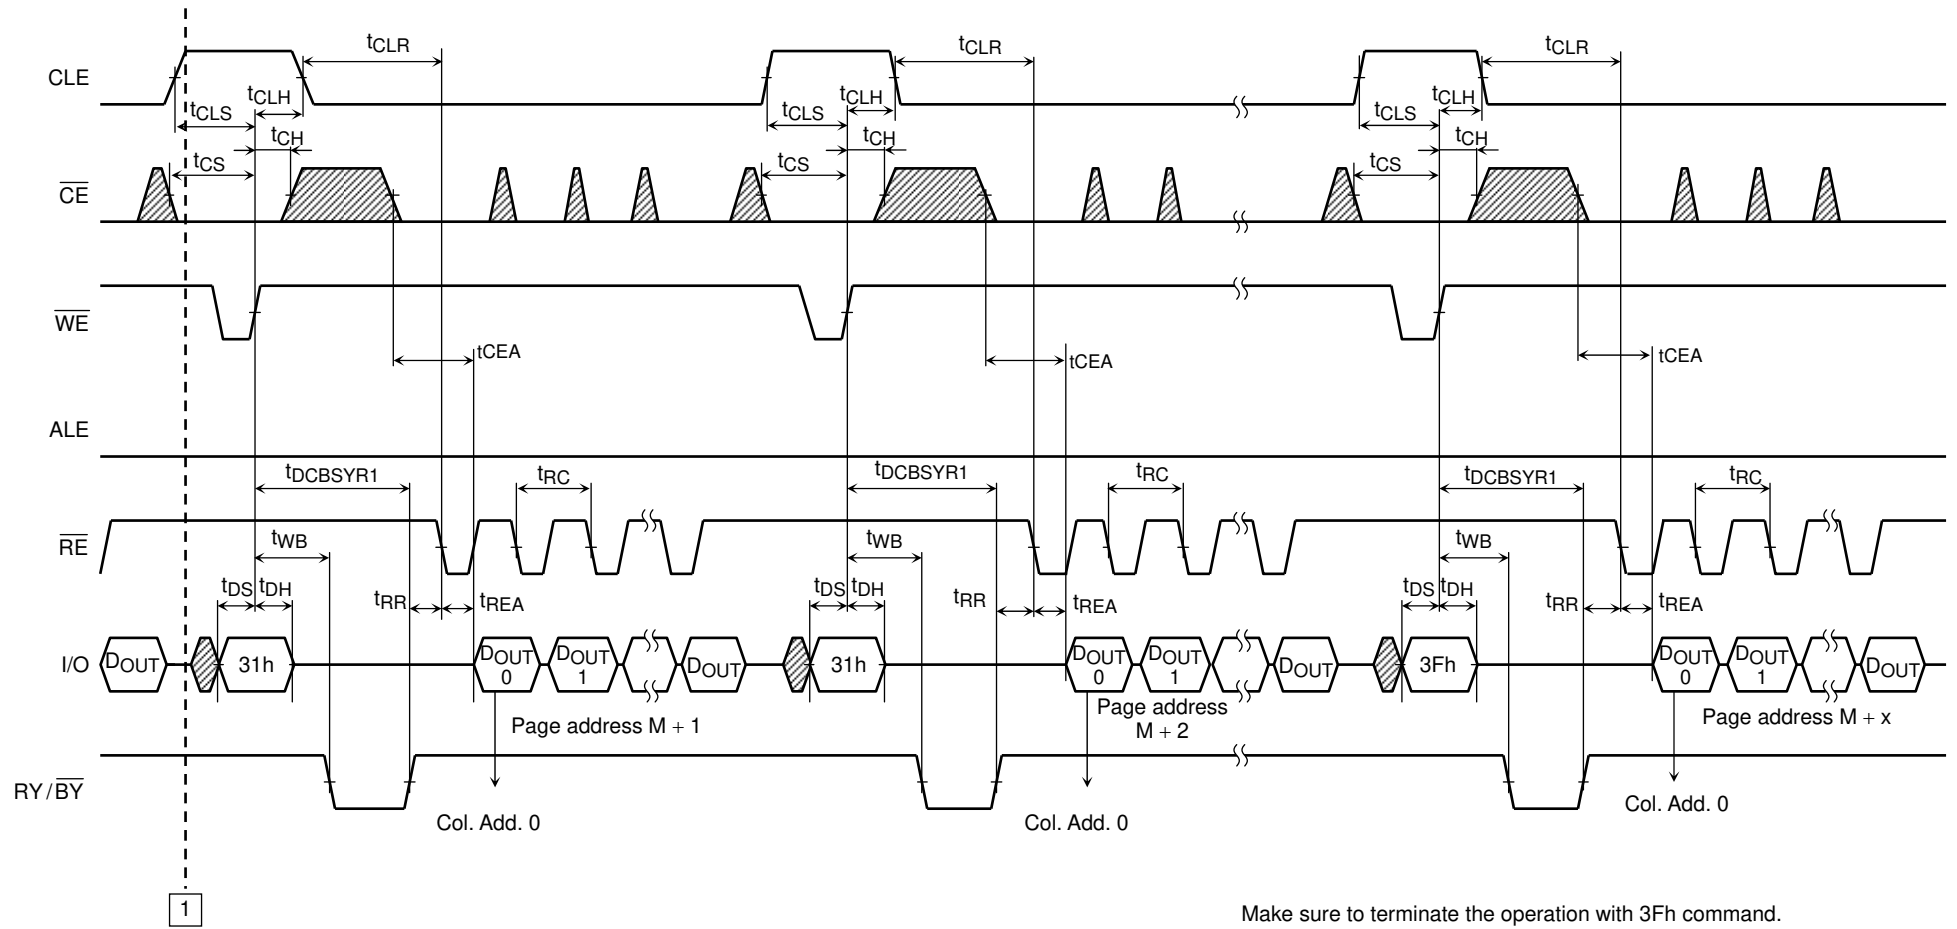 tCLR tCLR tCLR
CLE
tCLH tCLH tCLH
tCLS tCLS tCLS
tCH tCH tCH
tCS tCS tCS
CE
WE
tCEA tCEA tCEA
ALE
tDCBSYR1 tRC tDCBSYR1 tRC tDCBSYR1 tRC
RE
tWB tWB tWB
tDS tDH tDS tDH tDS tDH
tRR tREA tRR tREA tRR tREA
I/O DOUT 31h DOUT 0 DOUT 1 DOUT 31h DOUT 0 DOUT 1 DOUT 3Fh DOUT 0 DOUT 1 DOUT
Page address M + 1
Page address
M + 2
Page address M + x
RY/BY
Col. Add. 0
Col. Add. 0
Col. Add. 0
1
Make sure to terminate the operation with 3Fh command.